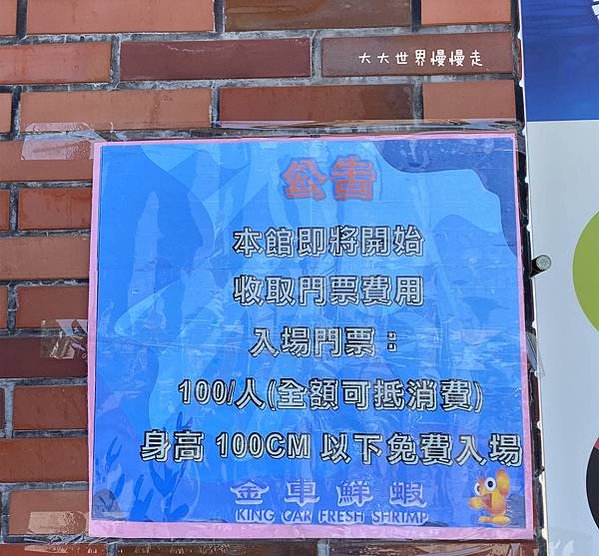 大大世界慢慢走
公告
本館即將開始
收取門票費用
入場門票：
100/人(全額可抵消費)
身高 100CM 以下免費入場
金車鮮蝦
KING CAR FRESH SHRIMP